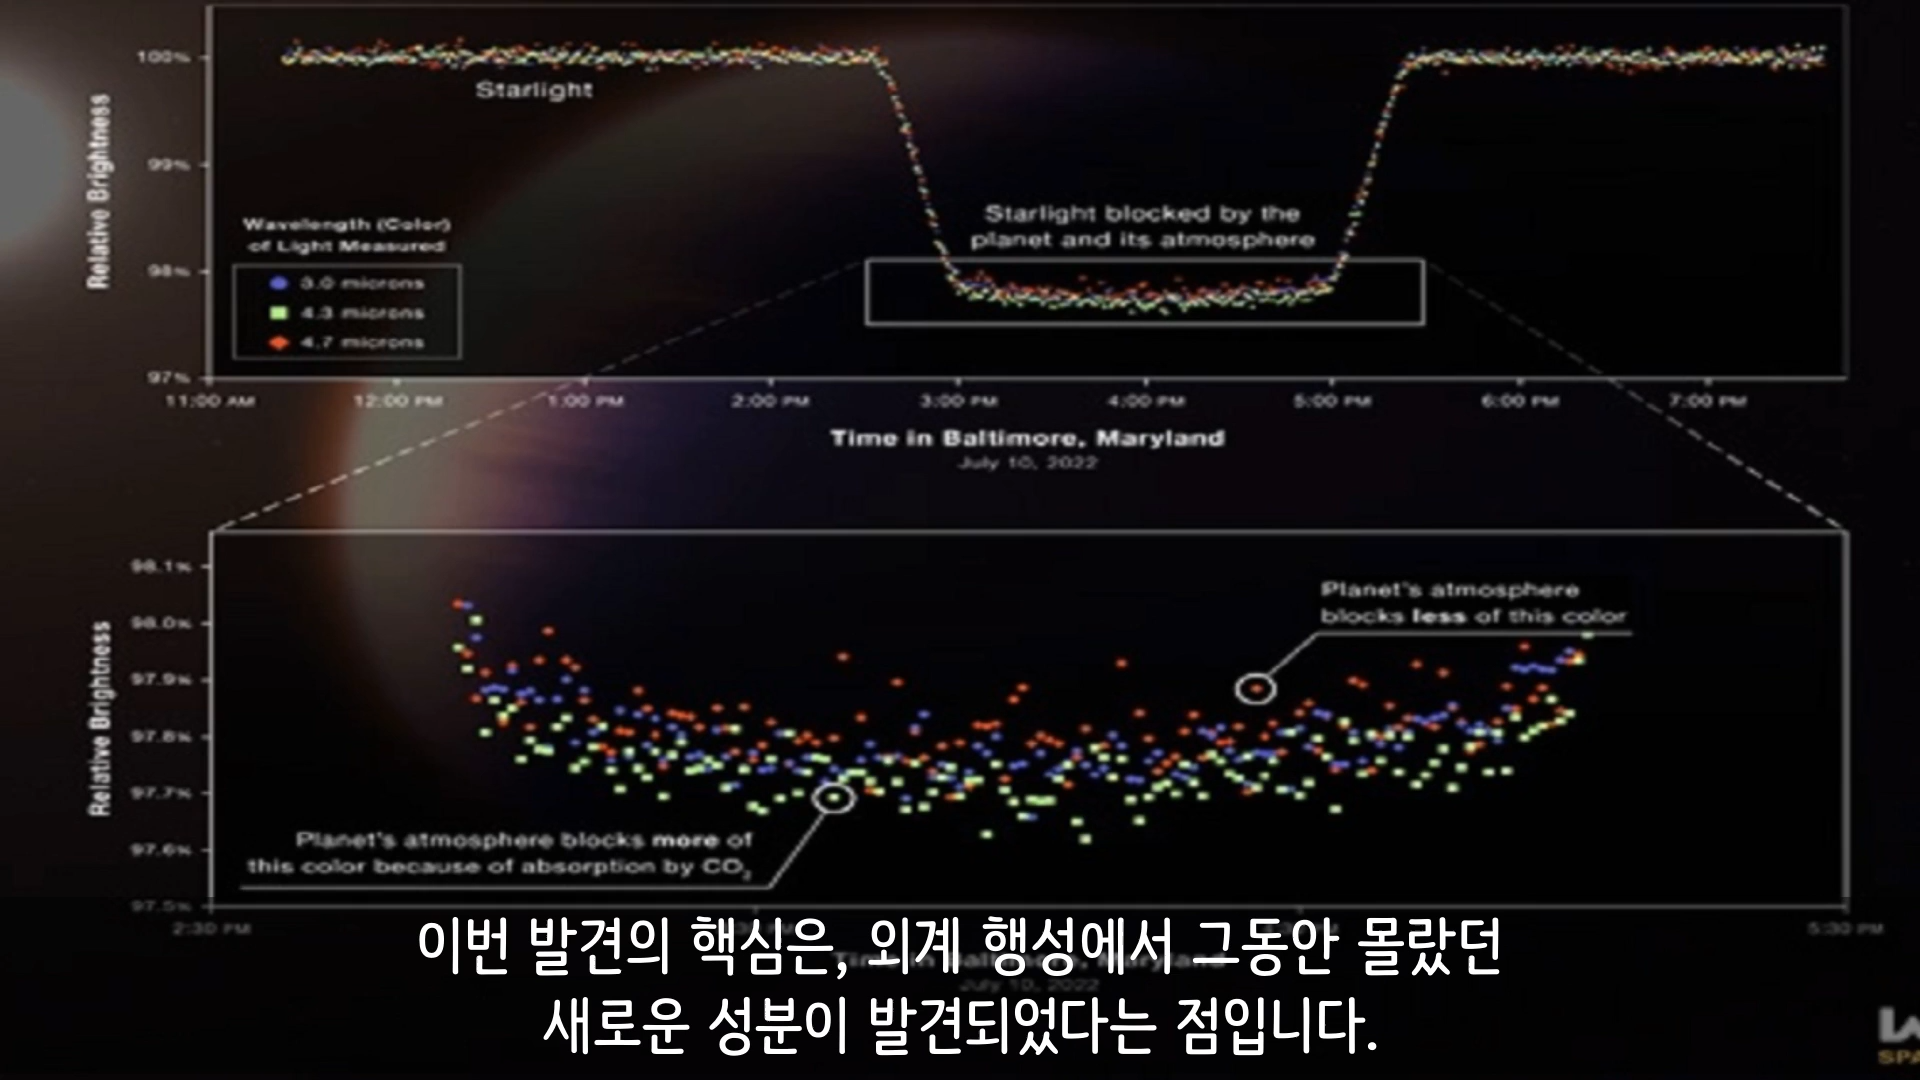 100%
Starlight
99%
Relative Brightness
Starlight blocked by the
planet and its atmosphere
Wavelength (Color)
of Light Measured
3.0 microns
4.3 microns
4.7 microns
98%
97%
11:00 AM 12:00 PM 1:00 PM 2:00 PM 3:00 PM 4:00 PM 5:00 PM 6:00 PM 7:00 PM
Time in Baltimore, Maryland
July 10, 2022
98.1%
Planet's atmosphere
blocks less of this color
98.0%
97.9%
Relative Brightness
97.8%
97.7%
Planet's atmosphere blocks more of
this color because of absorption by CO2
97.6%
97.5%
2:30 PM 5:30 PM
이번 발견의 핵심은, 외계 행성에서 그동안 몰랐던
Time in Baltimore, Maryland
July 10, 2022
새로운 성분이 발견되었다는 점입니다.